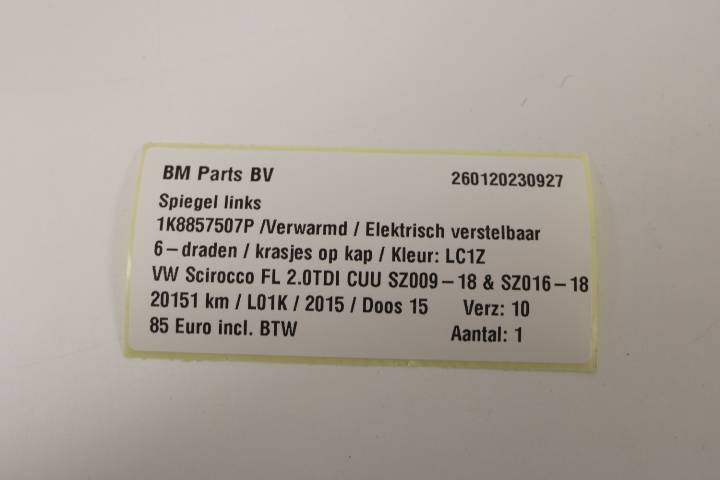 BM Parts BV 260120230927
Spiegel links
1K8857507P /Verwarmd / Elektrisch verstelbaar
6-draden / krasjes op kap / Kleur: LC1Z
VW Scirocco FL 2.0TDI CUU SZ009-18 & SZ016-18
20151 km / L01K / 2015 / Doos 15 Verz: 10
85 Euro incl. BTW Aantal: 1